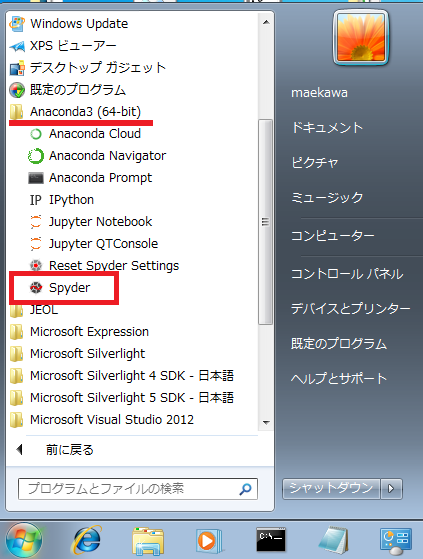 Windows Update
XPS ビューアー
デスクトップ ガジェット
既定のプログラム
Anaconda3 (64-bit)
Anaconda Cloud
Anaconda Navigator
Anaconda Prompt
IP IPython
Jupyter Notebook
Jupyter QTConsole
Reset Spyder Settings
Spyder
JEOL
Microsoft Expression
Microsoft Silverlight
Microsoft Silverlight 4 SDK - 日本語
Microsoft Silverlight 5 SDK - 日本語
Microsoft Visual Studio 2012
前に戻る
プログラムとファイルの検索
maekawa
ドキュメント
ピクチャ
ミュージック
コンピューター
コントロール パネル
デバイスとプリンター
既定のプログラム
ヘルプとサポート
シャットダウン
C:\